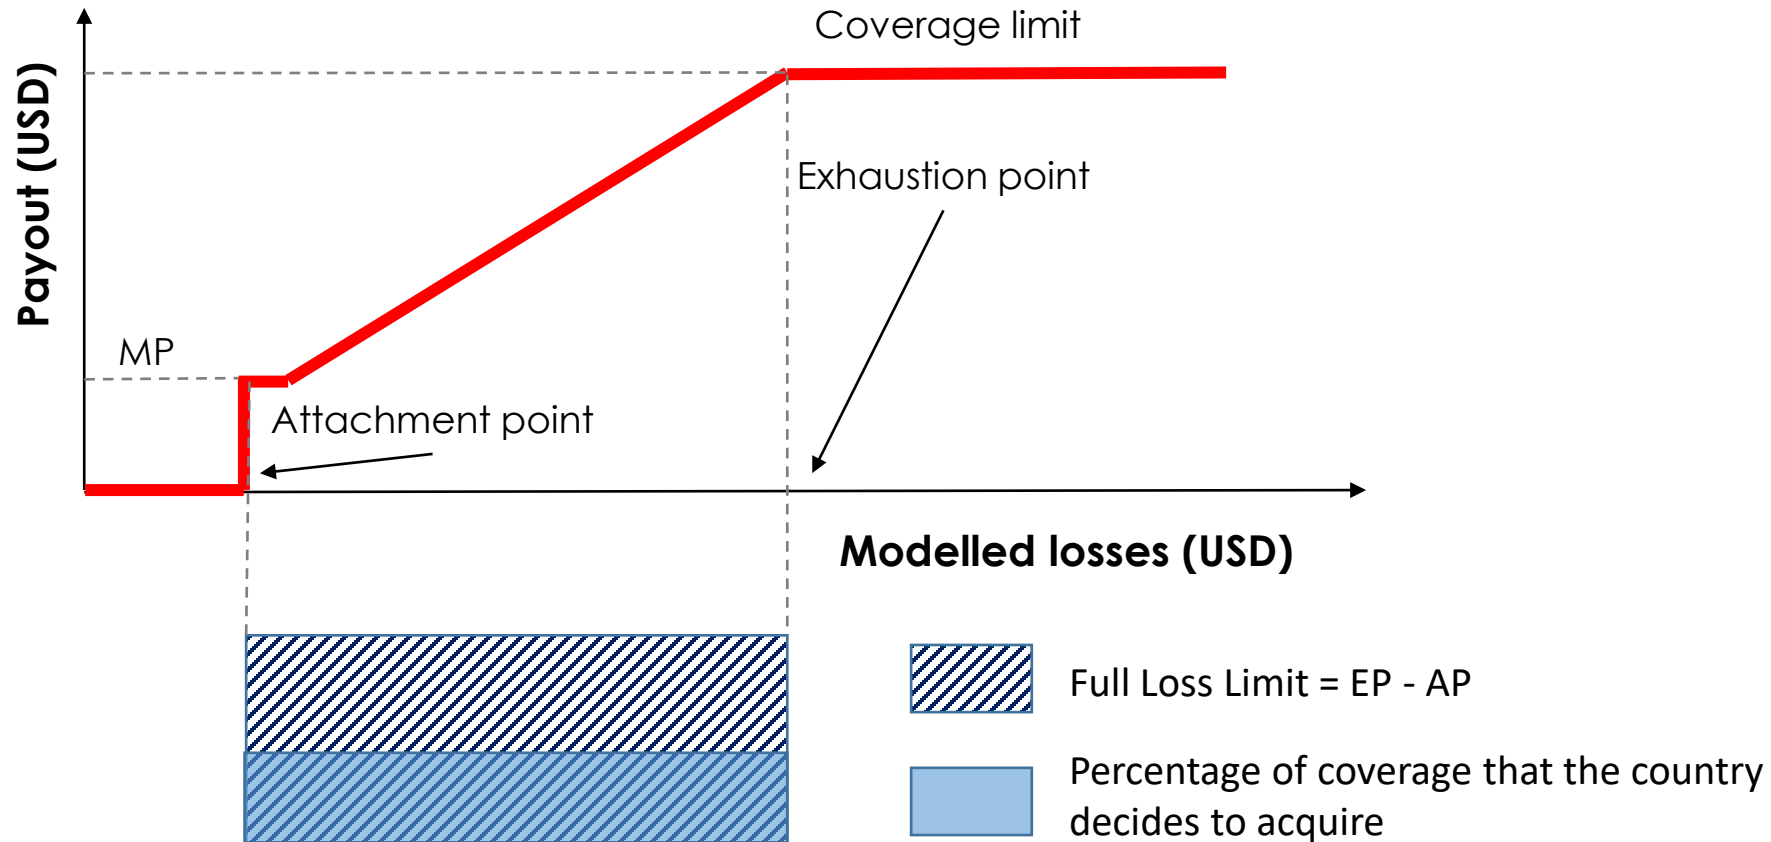 Coverage limit
Payout (USD)
Exhaustion point
MP
Attachment point
Modelled losses (USD)
Full Loss Limit = EP - AP
Percentage of coverage that the country
decides to acquire